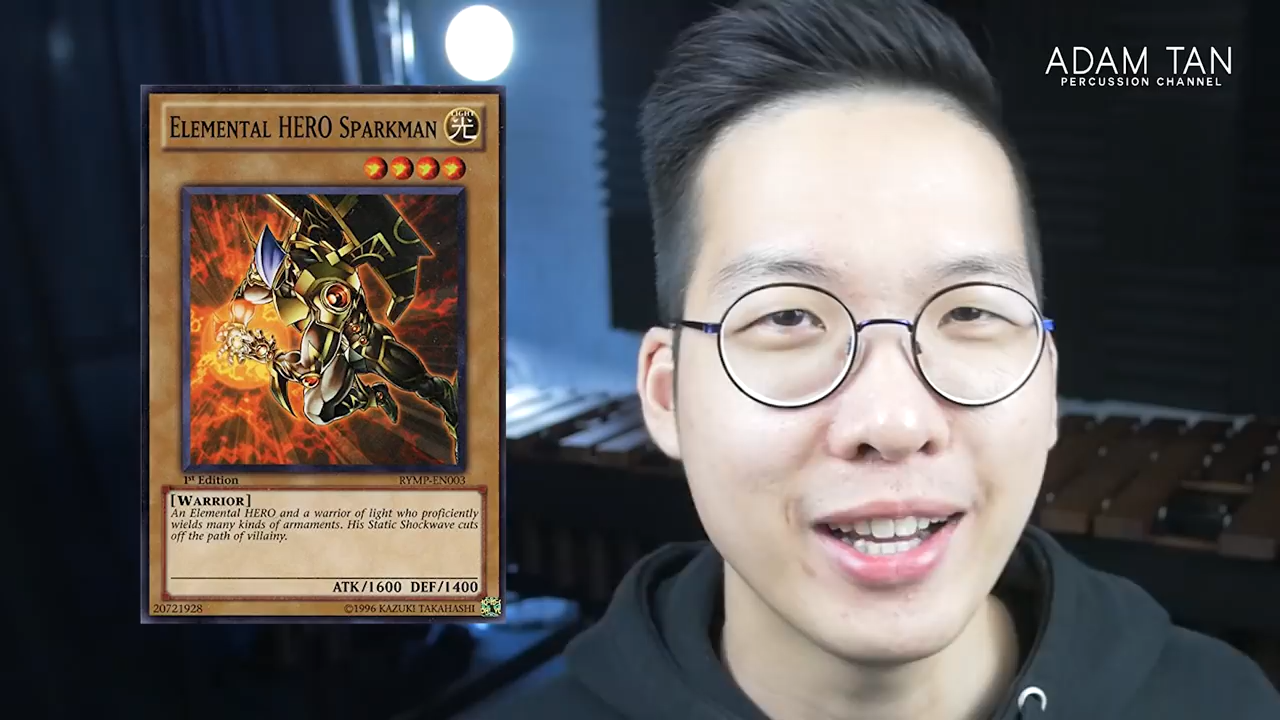 ADAM TAN
PERCUSSION CHANNEL
ELEMENTAL HERO SPARKMAN
LIGHT
光
1st Edition
RYMP-EN003
[WARRIOR]
An Elemental HERO and a warrior of light who proficiently
wields many kinds of armaments. His Static Shockwave cuts
off the path of villainy.
ATK/1600 DEF/1400
20721928
©1996 KAZUKI TAKAHASHI